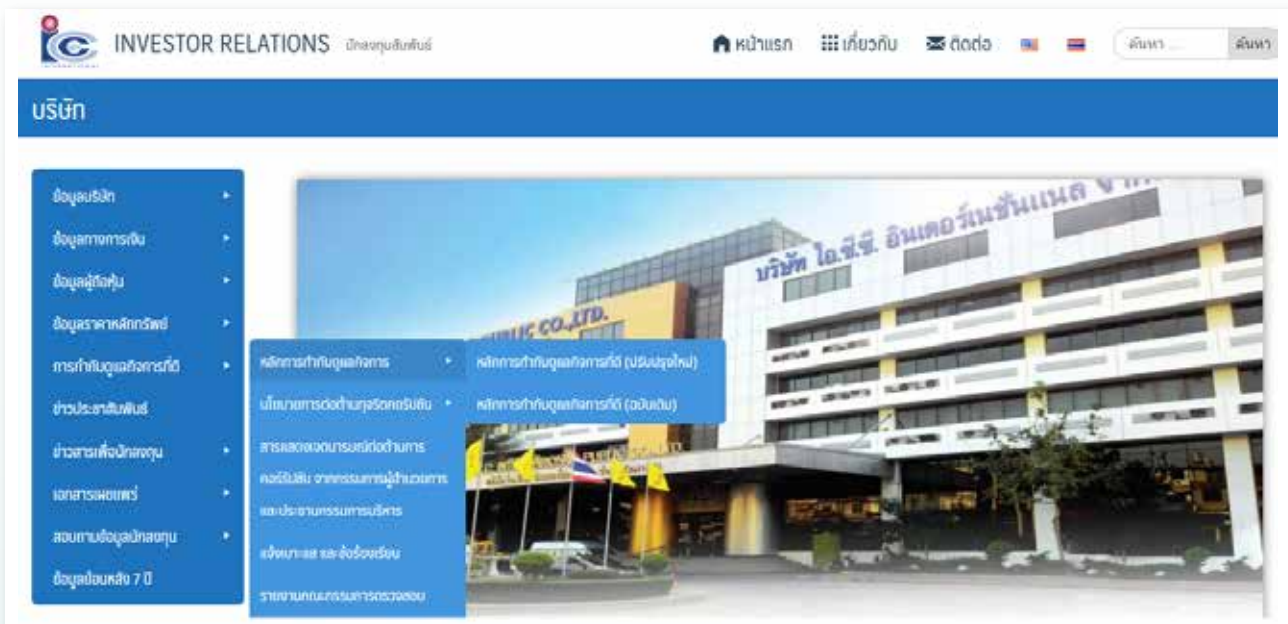 INVESTOR RELATIONS นักลงทุนสัมพันธ์
หน้าแรก เกี่ยวกับ ติดต่อ ค้นหา ... ค้นหา
บริษัท
ข้อมูลบริษัท
ข้อมูลทางการเงิน
ข้อมูลผู้ถือหุ้น
ข้อมูลราคาหลักทรัพย์
การกำกับดูแลกิจการที่ดี
ข่าวประชาสัมพันธ์
ข่าวสารเพื่อนักลงทุน
เอกสารเผยแพร่
สอบถามข้อมูลนักลงทุน
ข้อมูลย้อนหลัง 7 ปี
หลักการกำกับดูแลกิจการ
นโยบายการต่อต้านทุจริตคอร์รัปชัน
สารแสดงเจตนารมณ์ต่อต้านการ
คอร์รัปชัน จากกรรมการผู้อำนวยการ
และประธานกรรมการบริหาร
แจ้งเบาะแส และข้อร้องเรียน
รายงานคณะกรรมการตรวจสอบ
หลักการกำกับดูแลกิจการที่ดี (ปรับปรุงใหม่)
หลักการกำกับดูแลกิจการที่ดี (ฉบับเดิม)
บริษัท ไอ.ซี.ซี. อินเตอร์เนชั่นแนล
PUBLIC CO.,LTD.